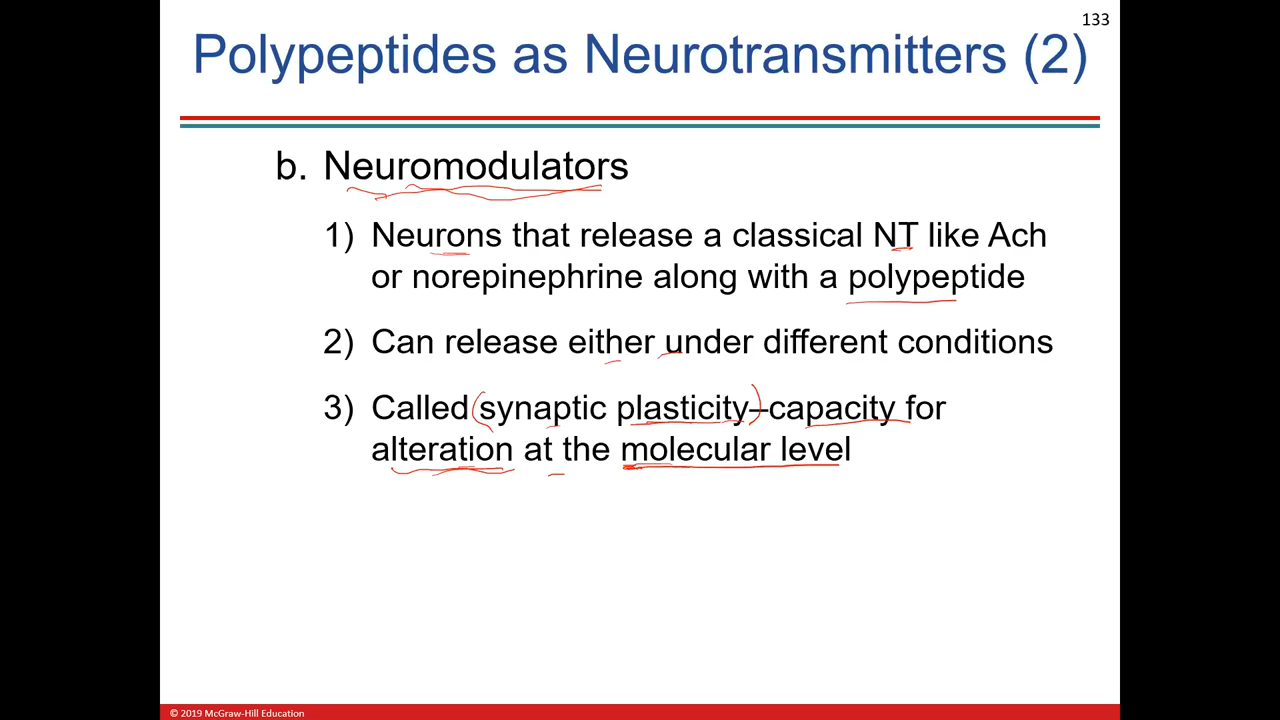 133
Polypeptides as Neurotransmitters (2)
b. Neuromodulators
1) Neurons that release a classical NT like Ach
or norepinephrine along with a polypeptide
2) Can release either under different conditions
3) Called synaptic plasticity–capacity for
alteration at the molecular level
© 2019 McGraw-Hill Education